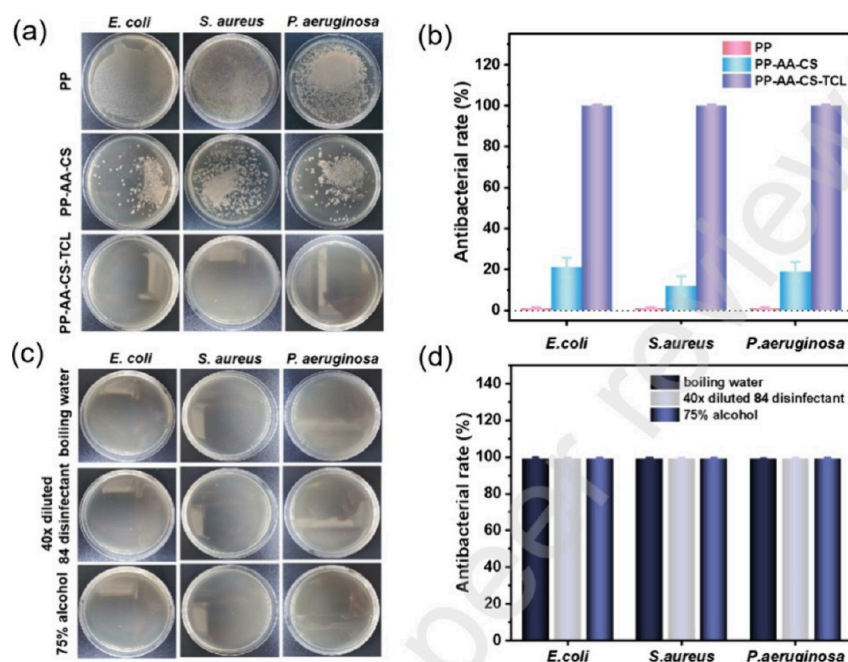 (a)
E. coli S. aureus P. aeruginosa
PP
PP-AA-CS
PP-AA-CS-TCL
(b)
PP
PP-AA-CS
PP-AA-CS-TCL
Antibacterial rate (%)
120
100
80
60
40
20
0
E.coli S.aureus P.aeruginosa
(c)
E. coli S. aureus P. aeruginosa
boiling water
40x diluted
84 disinfectant
75% alcohol
(d)
boiling water
40x diluted 84 disinfectant
75% alcohol
Antibacterial rate (%)
140
120
100
80
60
40
20
0
E.coli S.aureus P.aeruginosa
peer review